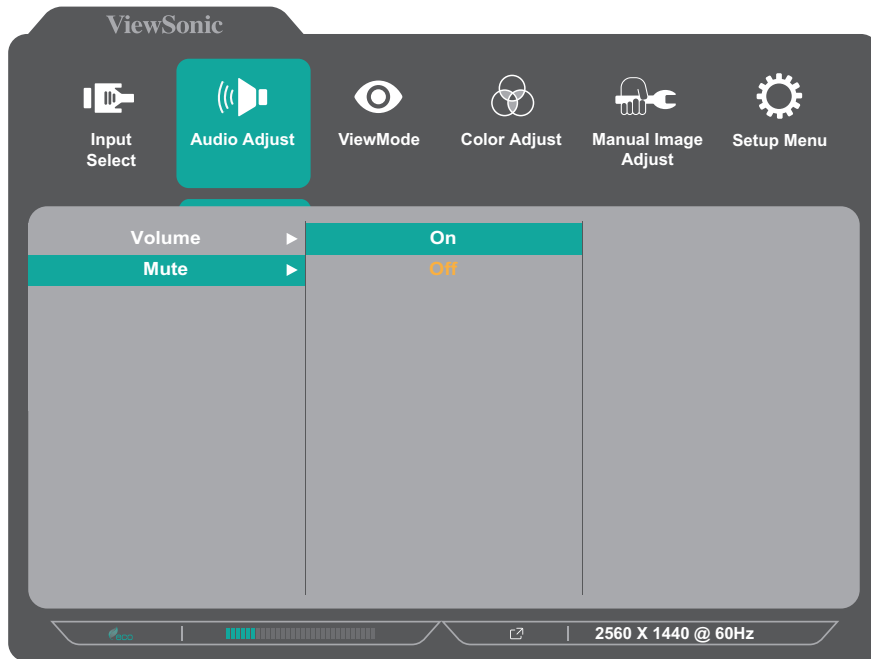 ViewSonic
Input Select
Audio Adjust
ViewMode
Color Adjust
Manual Image Adjust
Setup Menu
Volume
On
Mute
Off
eco
2560 X 1440 @ 60Hz